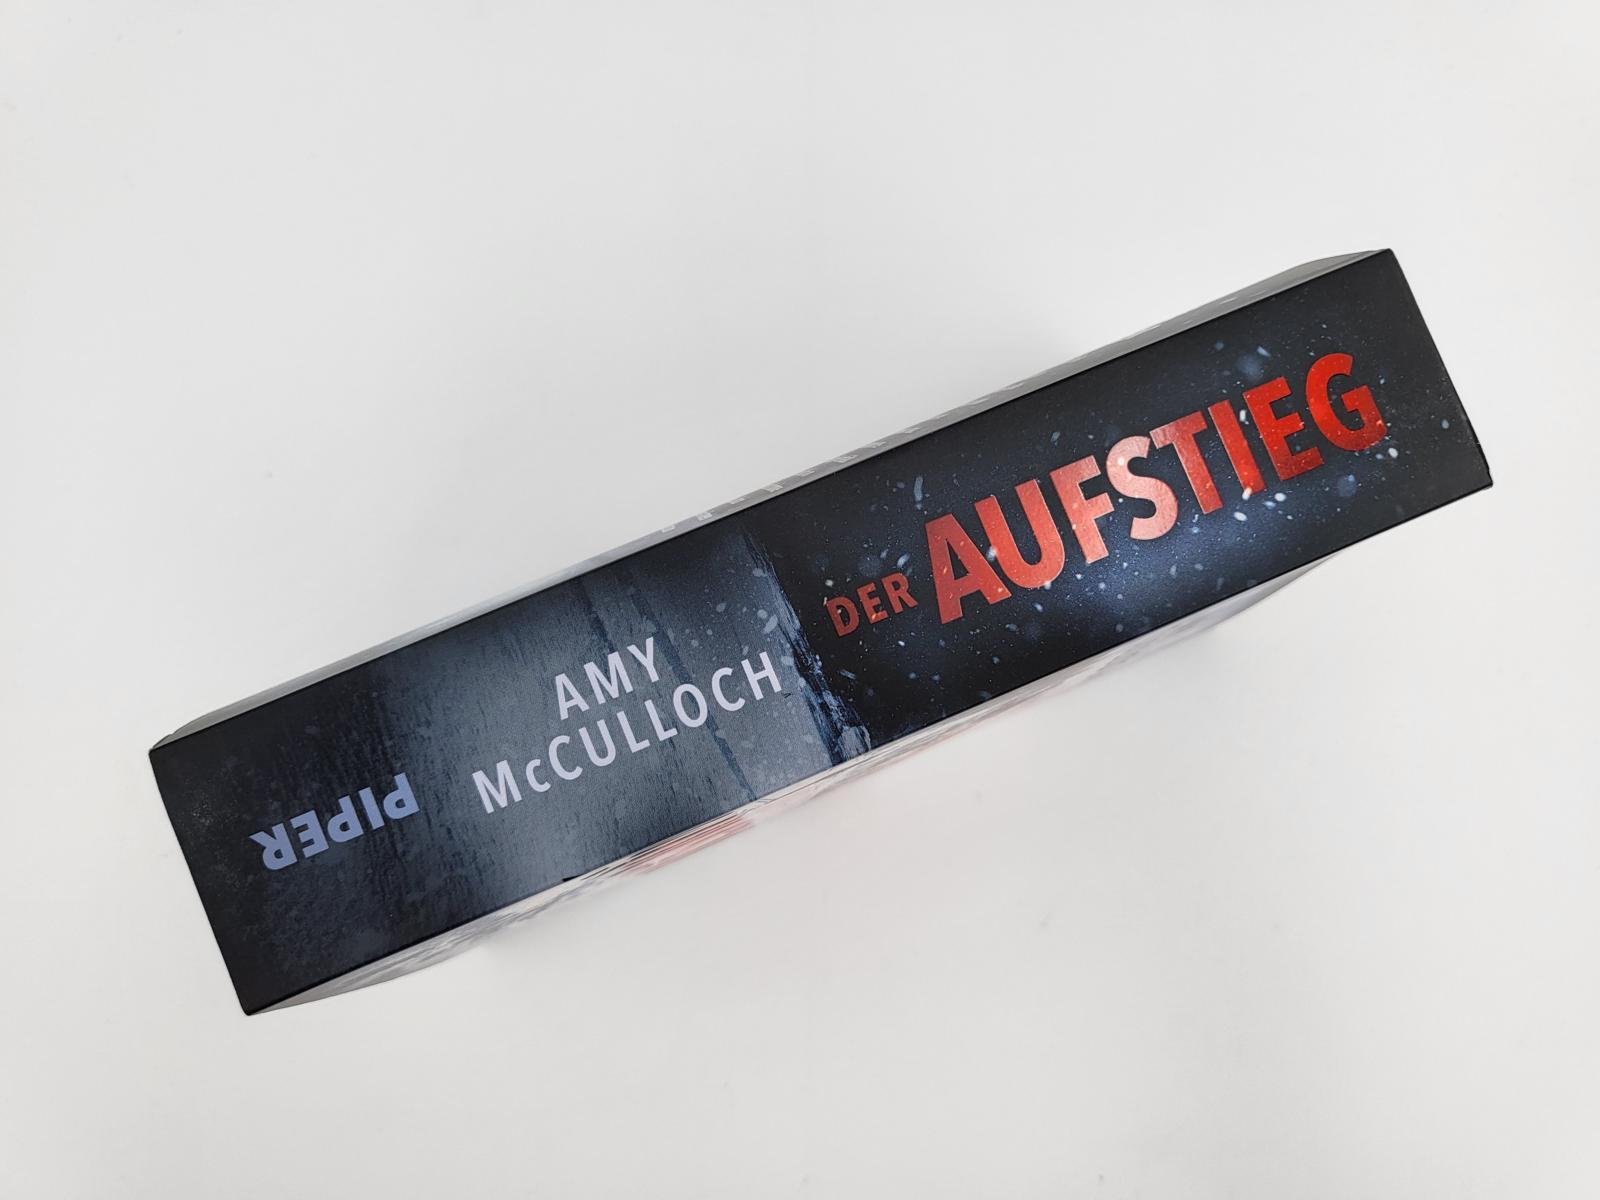 AMY
McCULLOCH
DER AUFSTIEG
PIPER